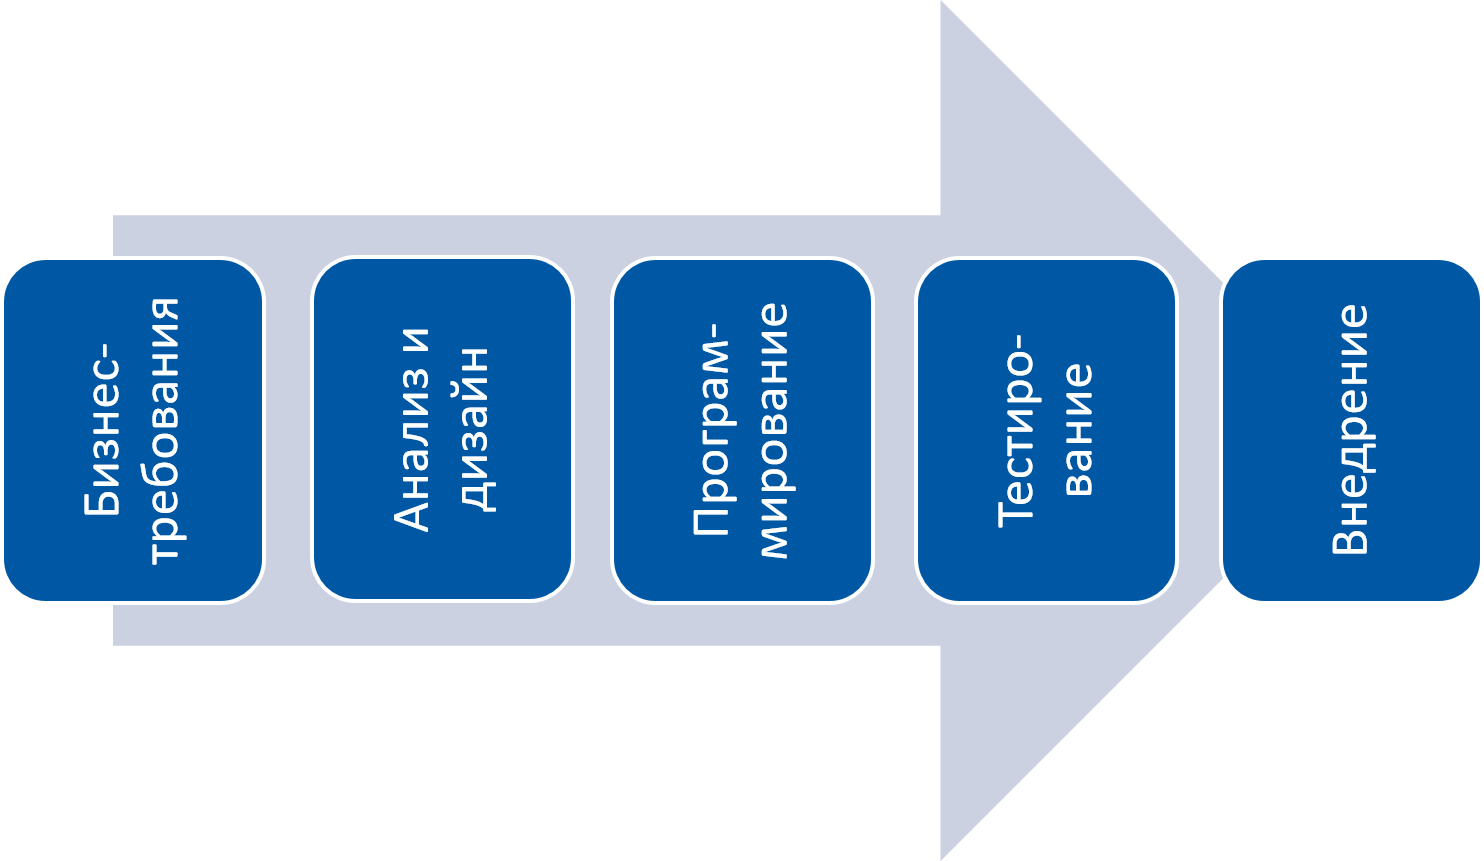 Бизнес-
требования
Анализ и
дизайн
Програм-
мирование
Тестиро-
вание
Внедрение